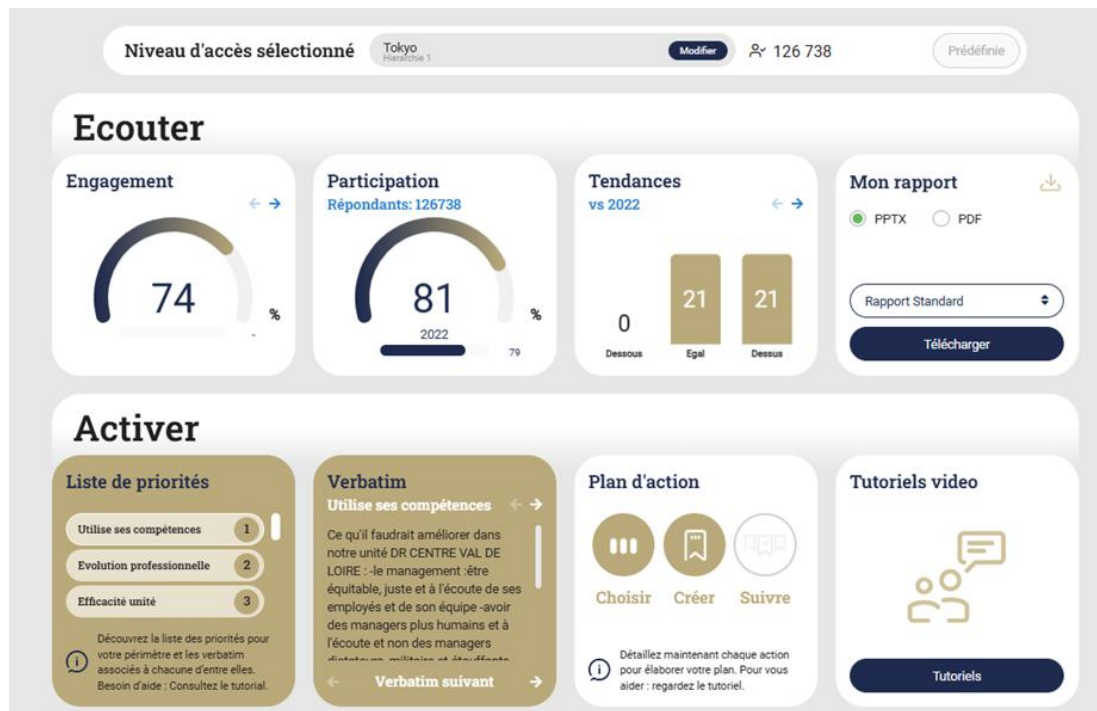 Niveau d'accès sélectionné
Tokyo
Hierarchie 1
Modifier
126 738
Prédéfinie
Ecouter
Engagement
74
%
-
Participation
Répondants: 126738
81
%
2022
79
Tendances
vs 2022
0
21
21
Dessous
Egal
Dessus
Mon rapport
PPTX
PDF
Rapport Standard
Télécharger
Activer
Liste de priorités
Utilise ses compétences
1
Evolution professionnelle
2
Efficacité unité
3
Découvrez la liste des priorités pour
votre périmètre et les verbatim
associés à chacune d'entre elles.
Besoin d'aide : Consultez le tutorial.
Verbatim
Utilise ses compétences
Ce qu'il faudrait améliorer dans
notre unité DR CENTRE VAL DE
LOIRE : -le management :être
équitable, juste et à l'écoute de ses
employés et de son équipe -avoir
des managers plus humains et à
l'écoute et non des managers
dictateurs, militaire et étouffants
Verbatim suivant
Plan d'action
Choisir
Créer
Suivre
Détaillez maintenant chaque action
pour élaborer votre plan. Pour vous
aider : regardez le tutoriel.
Tutoriels video
Tutoriels